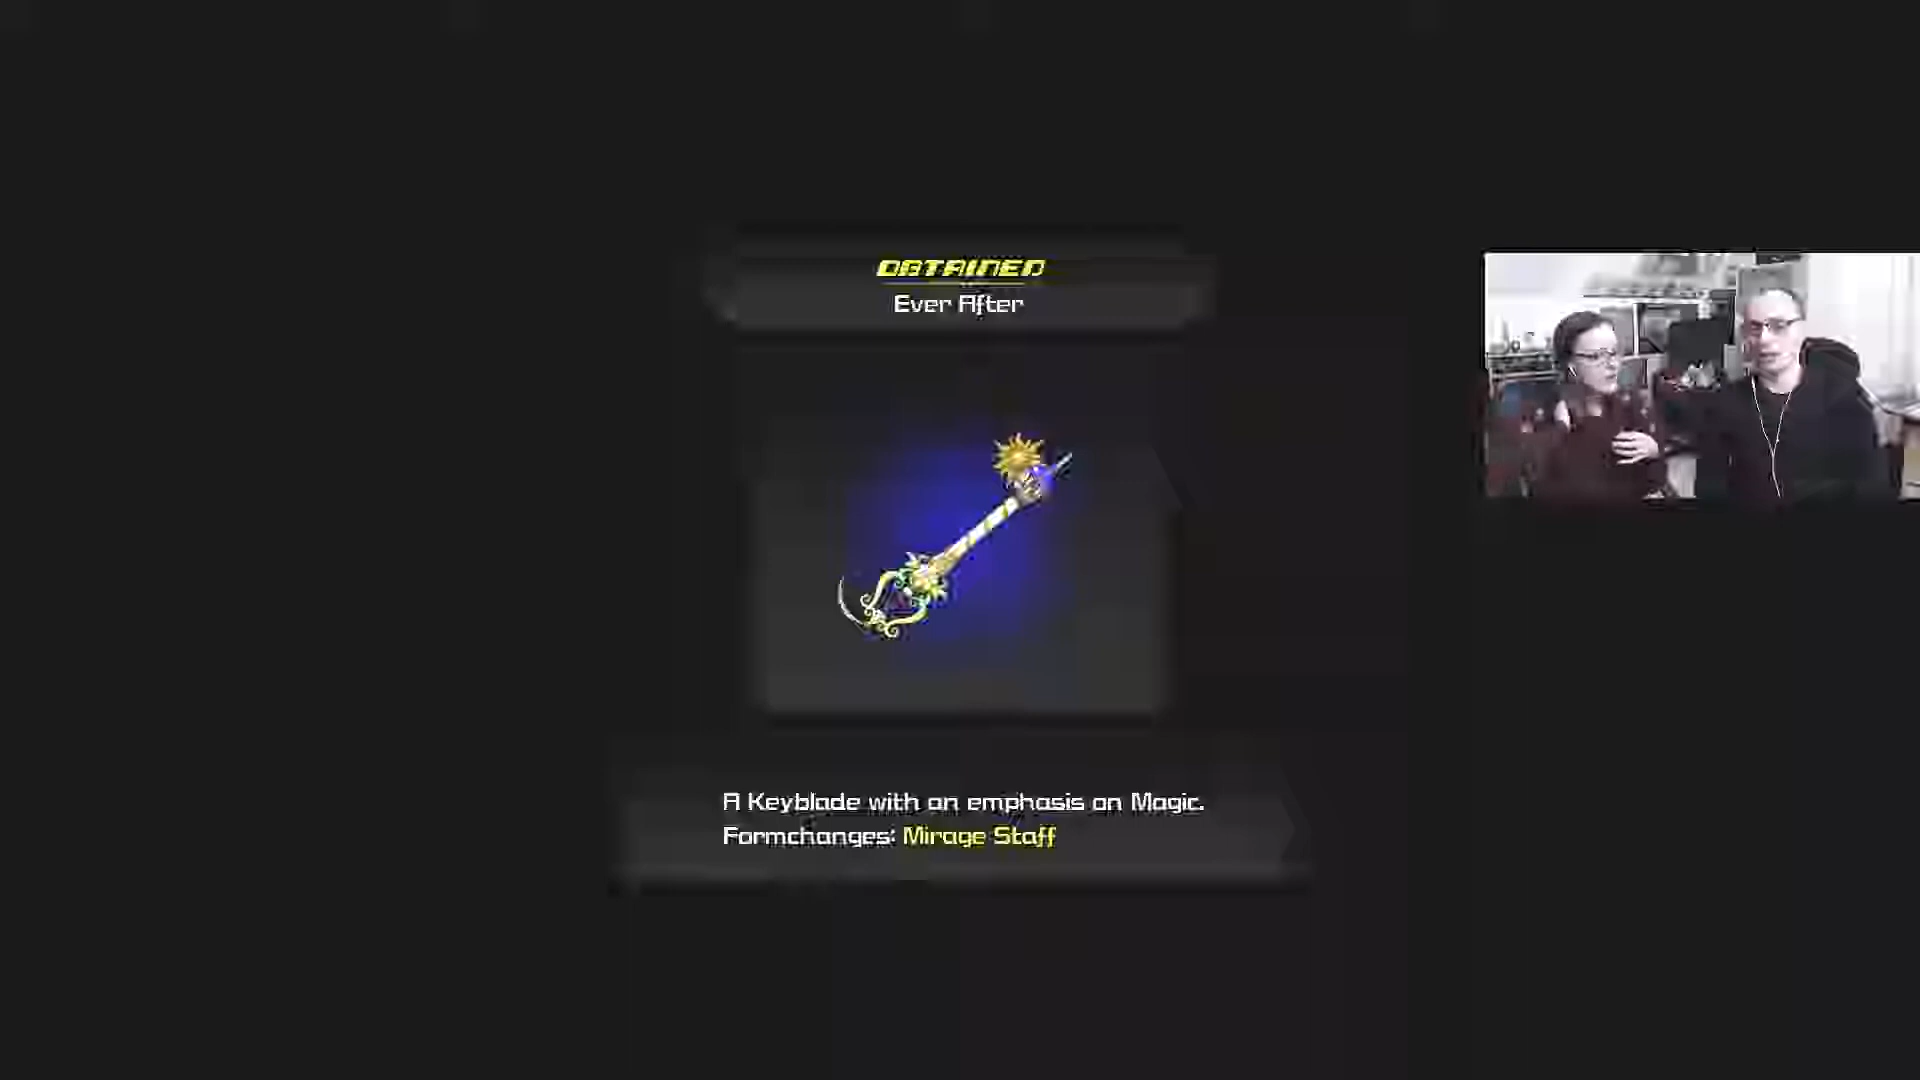 OBTAINED
Ever After
A Keyblade with an emphasis on Magic.
Formchanges: Mirage Staff